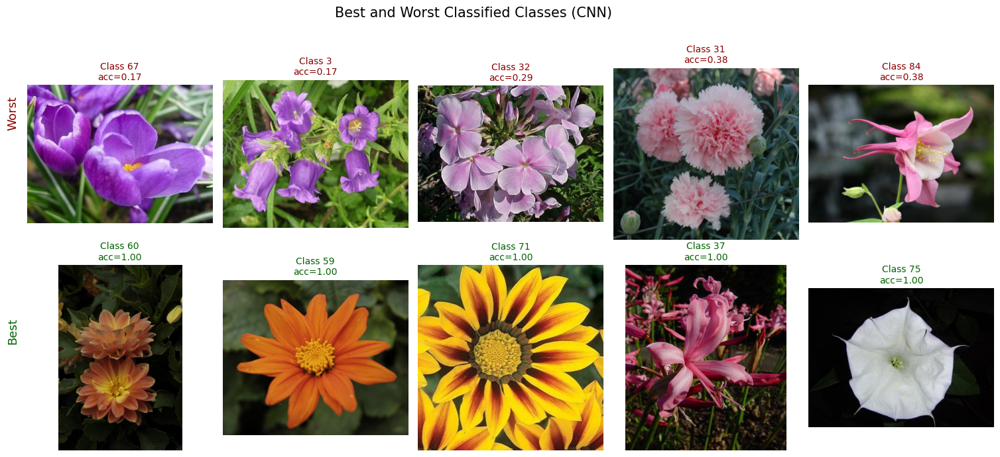 Best and Worst Classified Classes (CNN)
Worst
Class 67
acc=0.17
Class 3
acc=0.17
Class 32
acc=0.29
Class 31
acc=0.38
Class 84
acc=0.38
Best
Class 60
acc=1.00
Class 59
acc=1.00
Class 71
acc=1.00
Class 37
acc=1.00
Class 75
acc=1.00